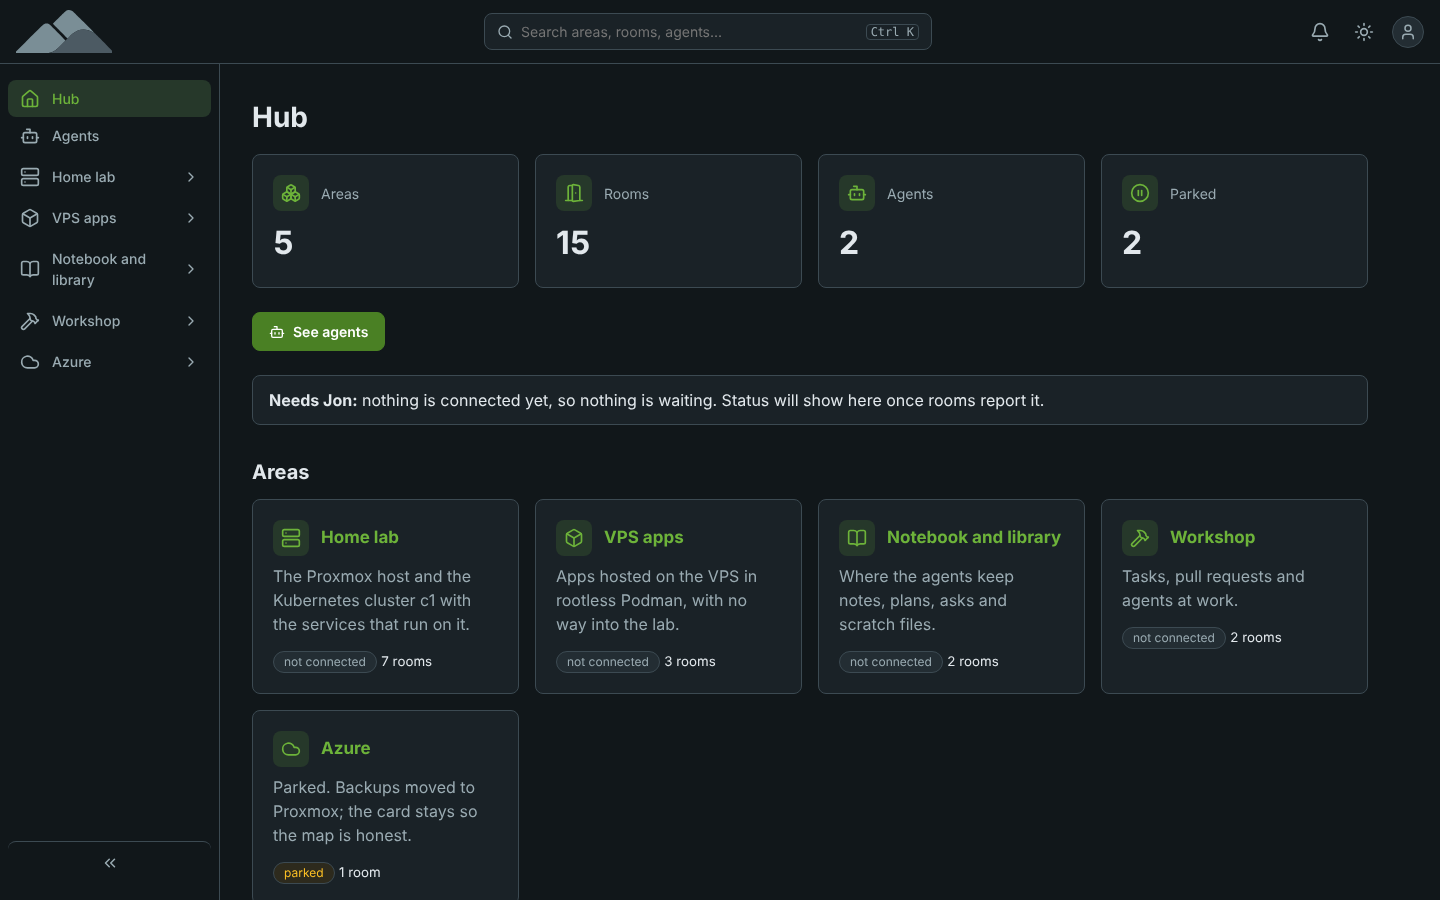 Search areas, rooms, agents...
Ctrl K
Hub
Agents
Home lab
VPS apps
Notebook and
library
Workshop
Azure
Hub
Areas
5
Rooms
15
Agents
2
Parked
2
See agents
Needs Jon: nothing is connected yet, so nothing is waiting. Status will show here once rooms report it.
Areas
Home lab
The Proxmox host and the
Kubernetes cluster c1 with
the services that run on it.
not connected 7 rooms
VPS apps
Apps hosted on the VPS in
rootless Podman, with no
way into the lab.
not connected 3 rooms
Notebook and library
Where the agents keep
notes, plans, asks and
scratch files.
not connected 2 rooms
Workshop
Tasks, pull requests and
agents at work.
not connected 2 rooms
Azure
Parked. Backups moved to
Proxmox; the card stays so
the map is honest.
parked 1 room